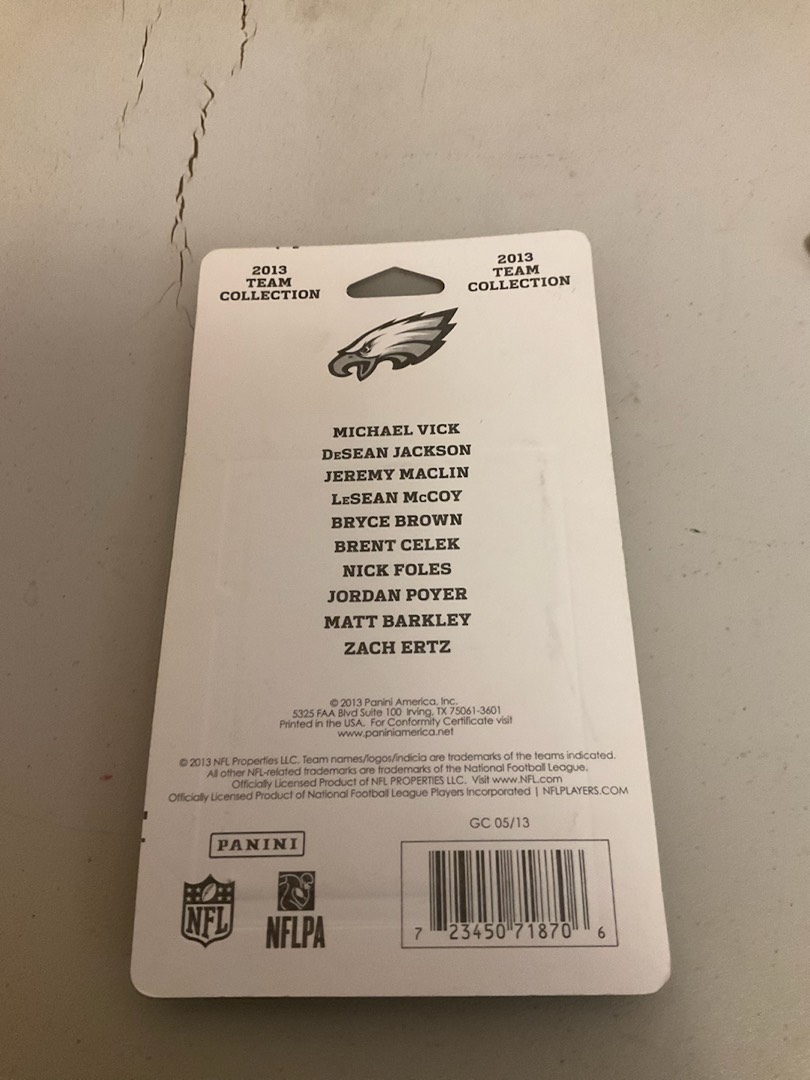 2013
TEAM
COLLECTION
2013
TEAM
COLLECTION
MICHAEL VICK
DeSEAN JACKSON
JEREMY MACLIN
LeSEAN McCOY
BRYCE BROWN
BRENT CELEK
NICK FOLES
JORDAN POYER
MATT BARKLEY
ZACH ERTZ
© 2013 Panini America, Inc.
5325 FAA Blvd Suite 100 Irving, TX 75061-3601
Printed in the USA. For Conformity Certificate visit
www.paniniamerica.net
© 2013 NFL Properties LLC. Team names/logos/indicia are trademarks of the teams indicated.
All other NFL-related trademarks are trademarks of the National Football League.
Officially Licensed Product of NFL PROPERTIES LLC. Visit www.NFL.com
Officially Licensed Product of National Football League Players Incorporated | NFLPLAYERS.COM
GC 05/13
PANINI
NFL
NFLPA
7 23450 71870 6